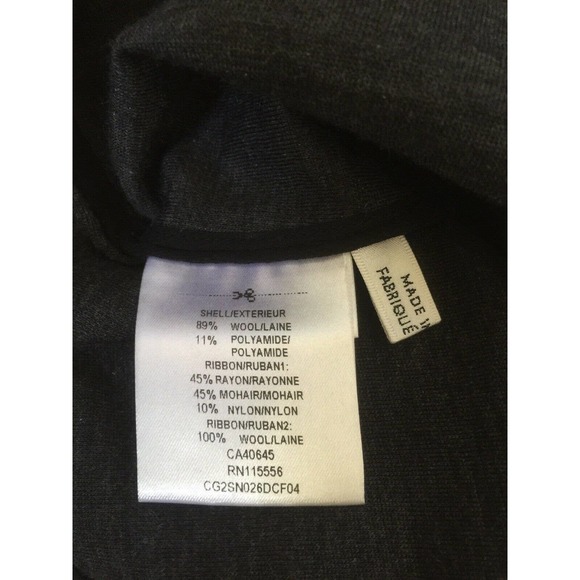 SHELL/EXTERIEUR
89% WOOL/LAINE
11% POLYAMIDE/
POLYAMIDE
RIBBON/RUBAN1:
45% RAYON/RAYONNE
45% MOHAIR/MOHAIR
10% NYLON/NYLON
RIBBON/RUBAN2:
100% WOOL/LAINE
CA40645
RN115556
CG2SN026DCF04
MADE IN
FABRIQUÉ